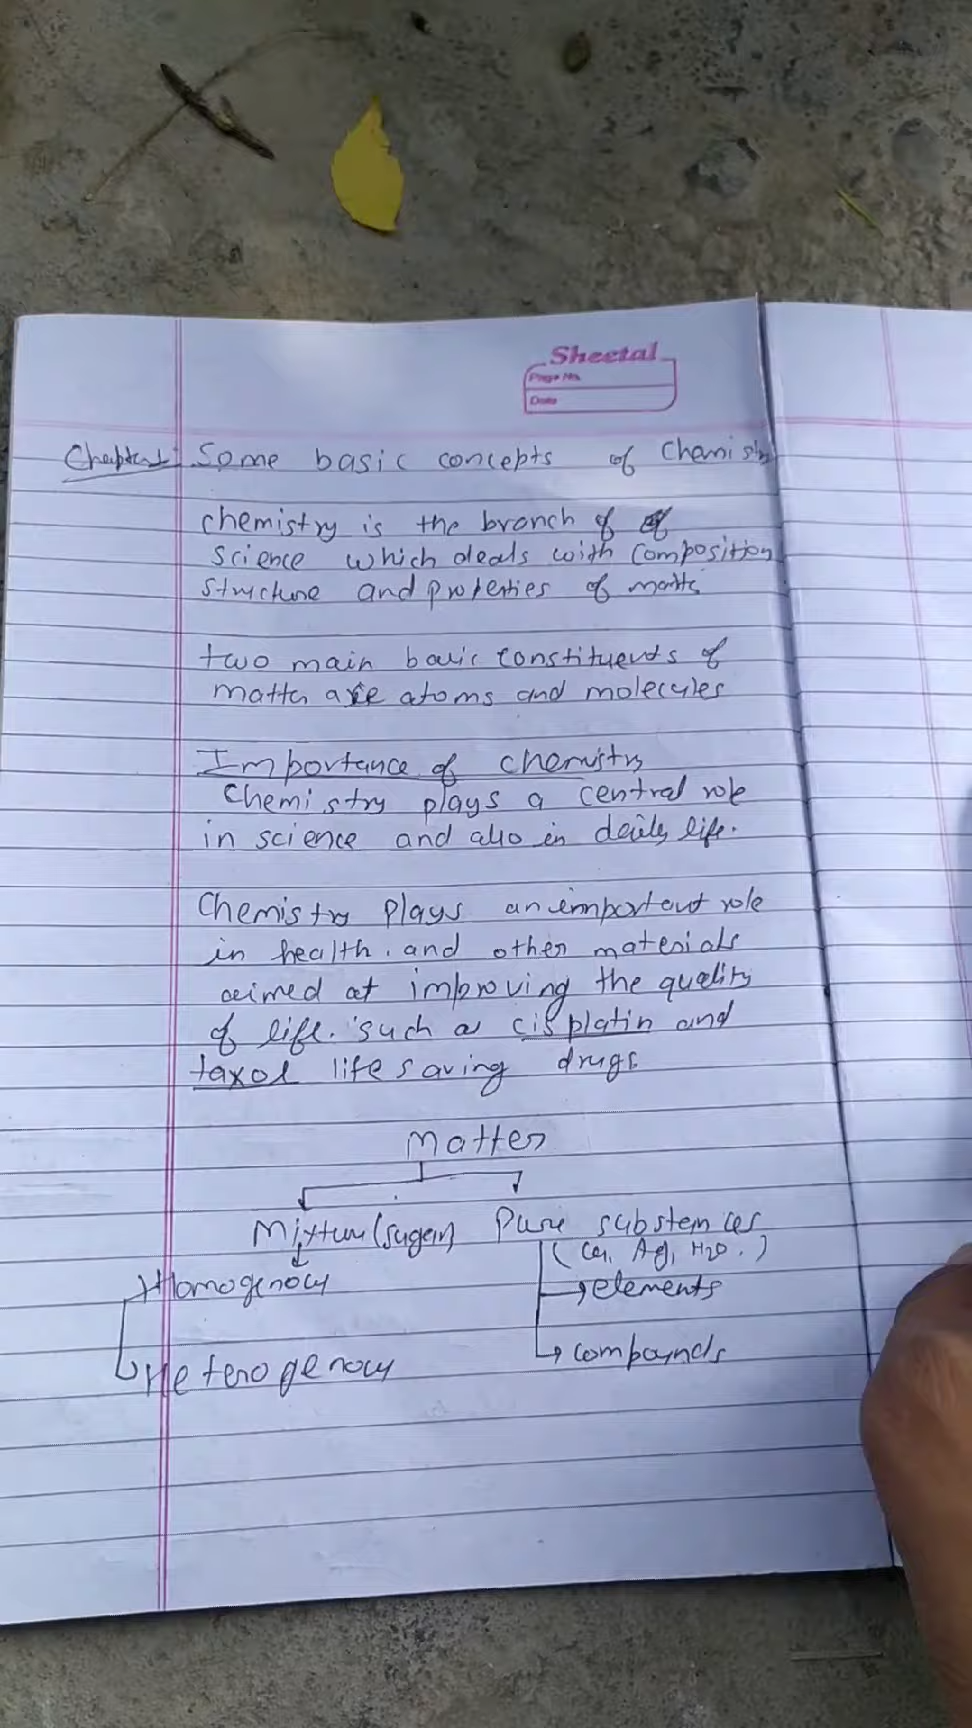 Sheetal
Page No.
Date
Chapter 1 Some basic concepts of Chemistry
chemistry is the branch of of
science which deals with composition
structure and properties of matter
two main basic constituents of
matter are atoms and molecules
Importance of chemistry
Chemistry plays a central role
in science and also in daily life.
Chemistry plays an important role
in health. and other materials
aimed at improving the quality
of life. such as cis platin and
taxol life saving drugs
Matter
Mixture (sugar) Pure substances
(Cu, Ag, H2O.)
Homogenous
elements
compounds
Heterogenous